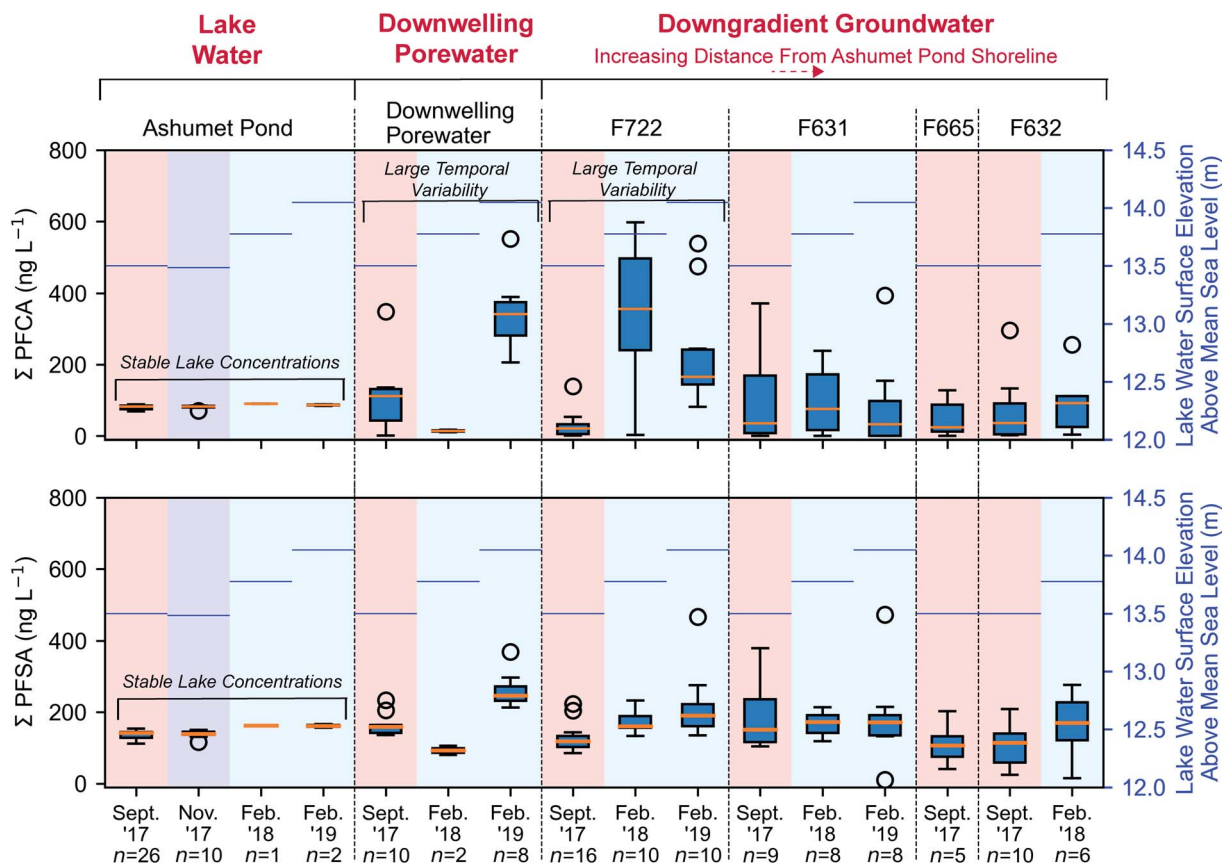 Lake
Water
Downwelling
Porewater
Downgradient Groundwater
Increasing Distance From Ashumet Pond Shoreline
Ashumet Pond
Downwelling
Porewater
F722
F631
F665
F632
800
600
400
200
0
Σ PFCA (ng L⁻¹)
Stable Lake Concentrations
Large Temporal
Variability
Large Temporal
Variability
14.5
14.0
13.5
13.0
12.5
12.0
Lake Water Surface Elevation
Above Mean Sea Level (m)
800
600
400
200
0
Σ PFSA (ng L⁻¹)
Stable Lake Concentrations
14.5
14.0
13.5
13.0
12.5
12.0
Lake Water Surface Elevation
Above Mean Sea Level (m)
Sept. Nov. Feb. Feb. Sept. Feb. Feb. Sept. Feb. Feb. Sept. Feb. Feb. Sept. Sept. Feb.
'17 '17 '18 '19 '17 '18 '19 '17 '18 '19 '17 '18 '19 '17 '17 '18
n=26 n=10 n=1 n=2 n=10 n=2 n=8 n=16 n=10 n=10 n=9 n=8 n=8 n=5 n=10 n=6